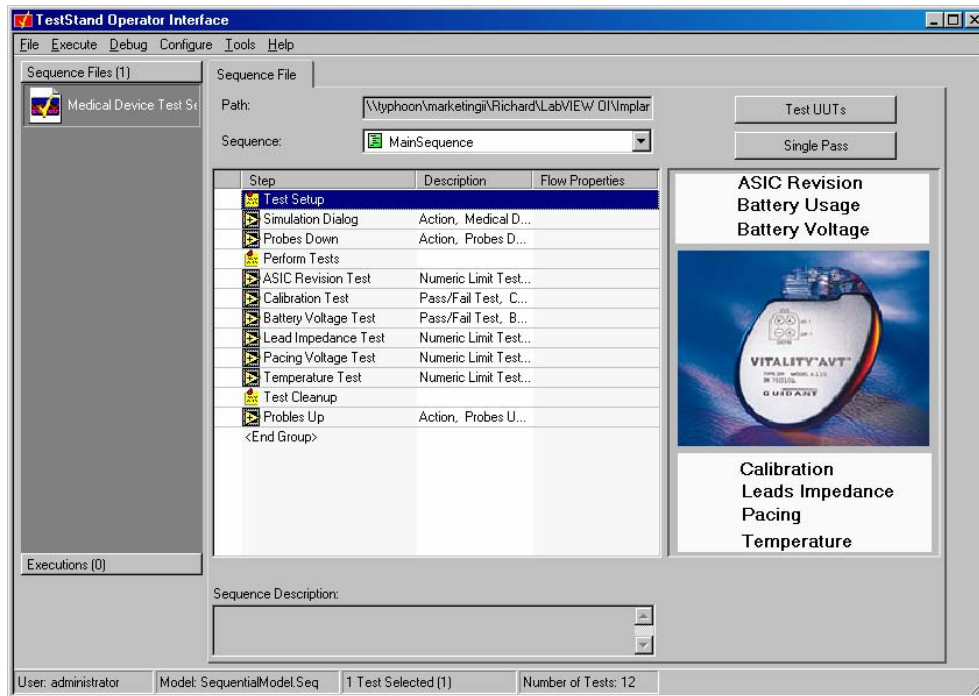 TestStand Operator Interface
File Execute Debug Configure Tools Help
Sequence Files (1)
Medical Device Test Se
Executions (0)
Sequence File
Path: \\typhoon\marketingii\Richard\LabVIEW OI\Implar
Sequence: MainSequence
Test UUTs
Single Pass
Step Description Flow Properties
Test Setup
Simulation Dialog Action, Medical D...
Probes Down Action, Probes D...
Perform Tests
ASIC Revision Test Numeric Limit Test...
Calibration Test Pass/Fail Test, C...
Battery Voltage Test Pass/Fail Test, B...
Lead Impedance Test Numeric Limit Test...
Pacing Voltage Test Numeric Limit Test...
Temperature Test Numeric Limit Test...
Test Cleanup
Probles Up Action, Probes U...
<End Group>
ASIC Revision
Battery Usage
Battery Voltage
VITALITY AVT
GUIDANT
Calibration
Leads Impedance
Pacing
Temperature
Sequence Description:
User: administrator Model: SequentialModel.Seq 1 Test Selected (1) Number of Tests: 12